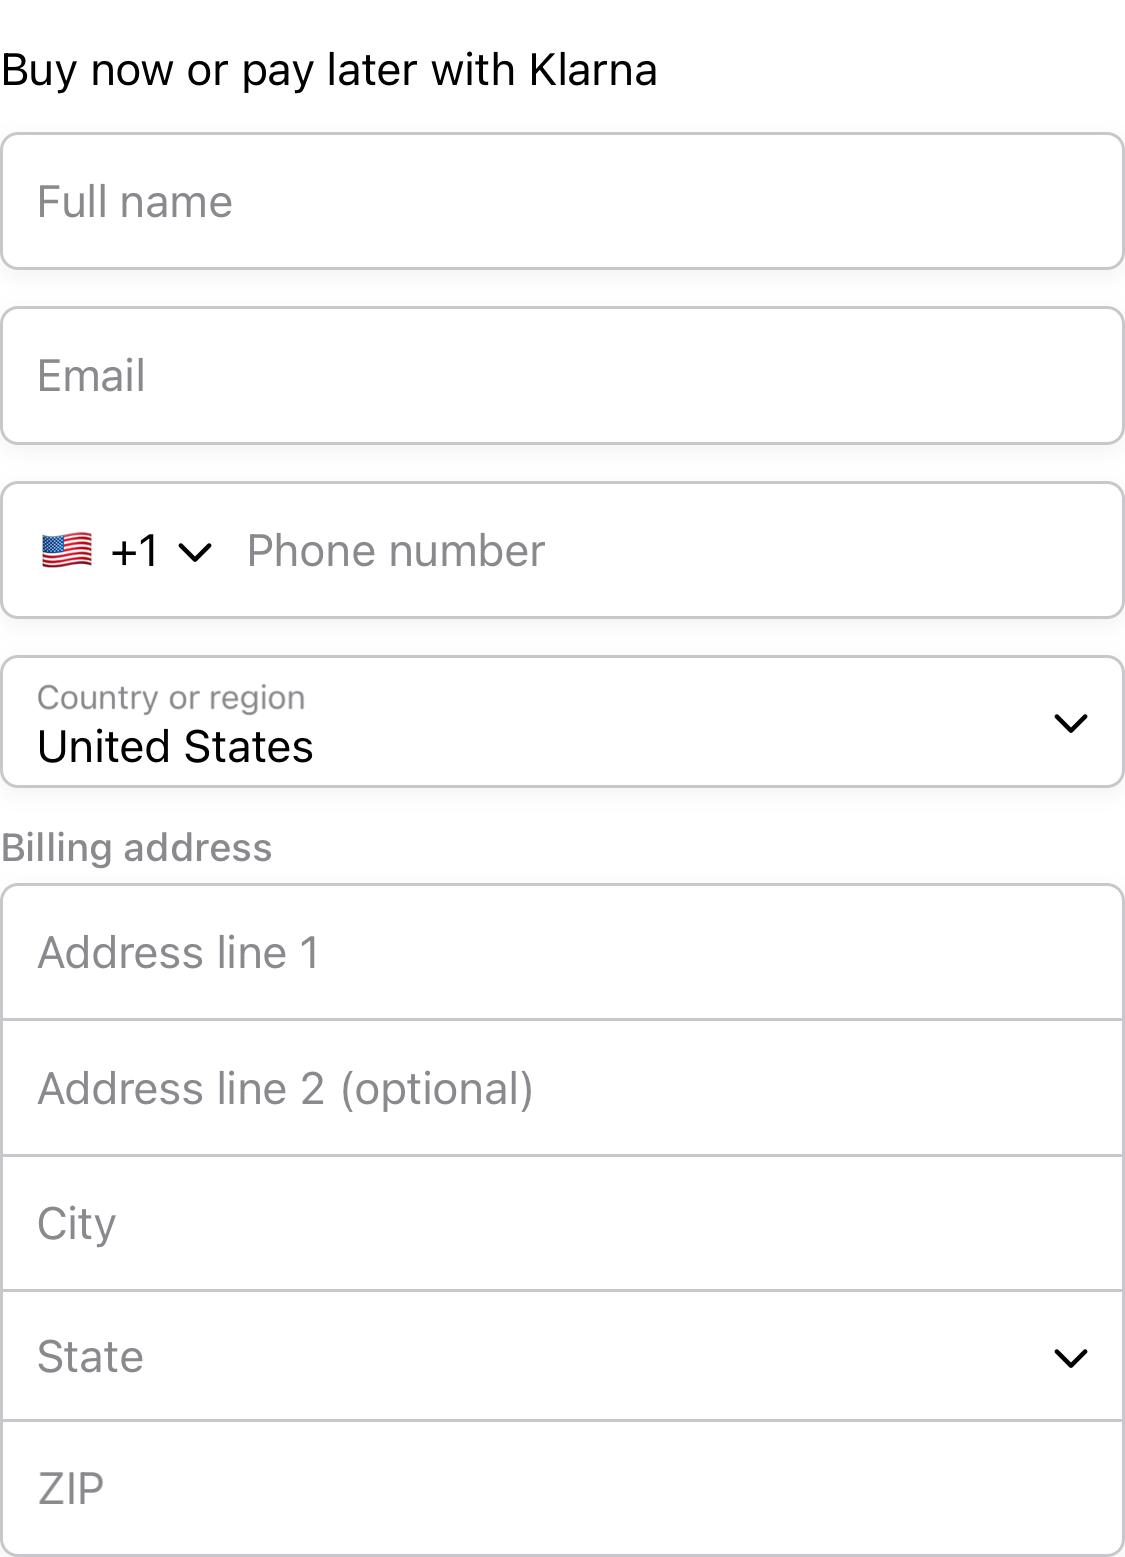 Buy now or pay later with Klarna
Full name
Email
+1 Phone number
Country or region
United States
Billing address
Address line 1
Address line 2 (optional)
City
State
ZIP